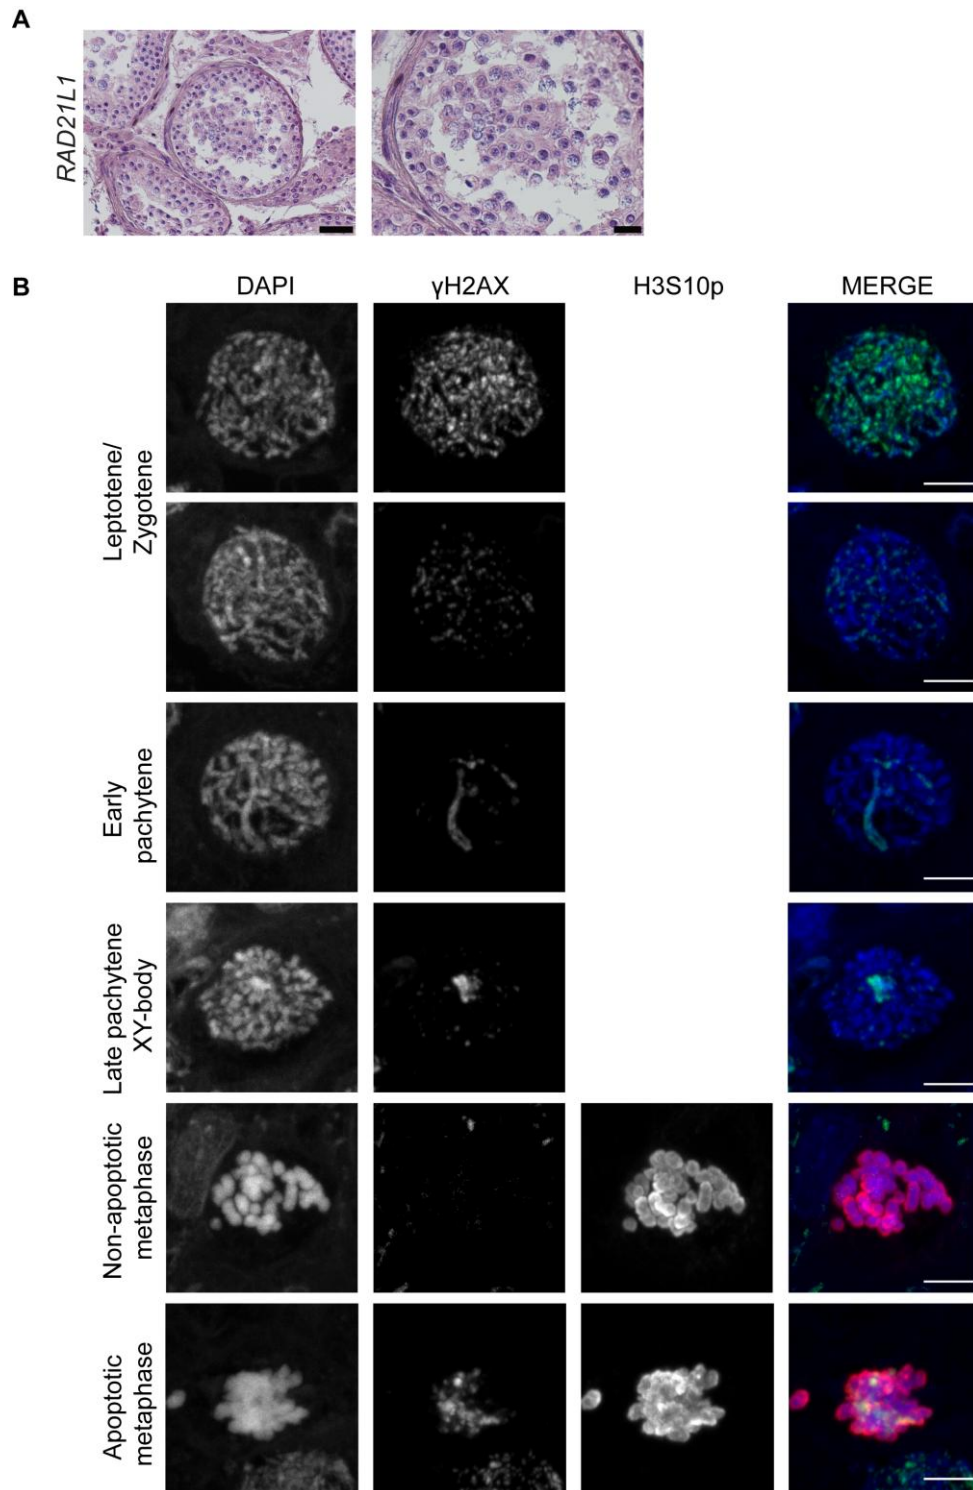 A
RAD21L1
B
DAPI
γH2AX
H3S10p
MERGE
Leptotene/
Zygotene
Early
pachytene
Late pachytene
XY-body
Non-apoptotic
metaphase
Apoptotic
metaphase